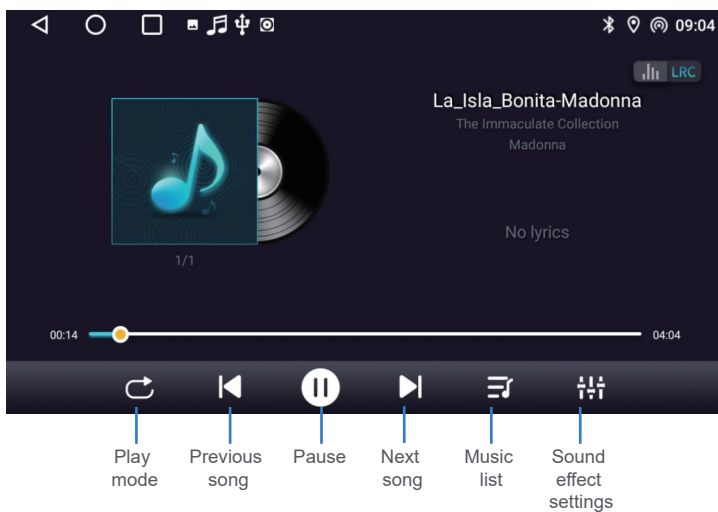 09:04
LRC
La_Isla_Bonita-Madonna
The Immaculate Collection
Madonna
No lyrics
1/1
00:14
04:04
Play
mode
Previous
song
Pause
Next
song
Music
list
Sound
effect
settings